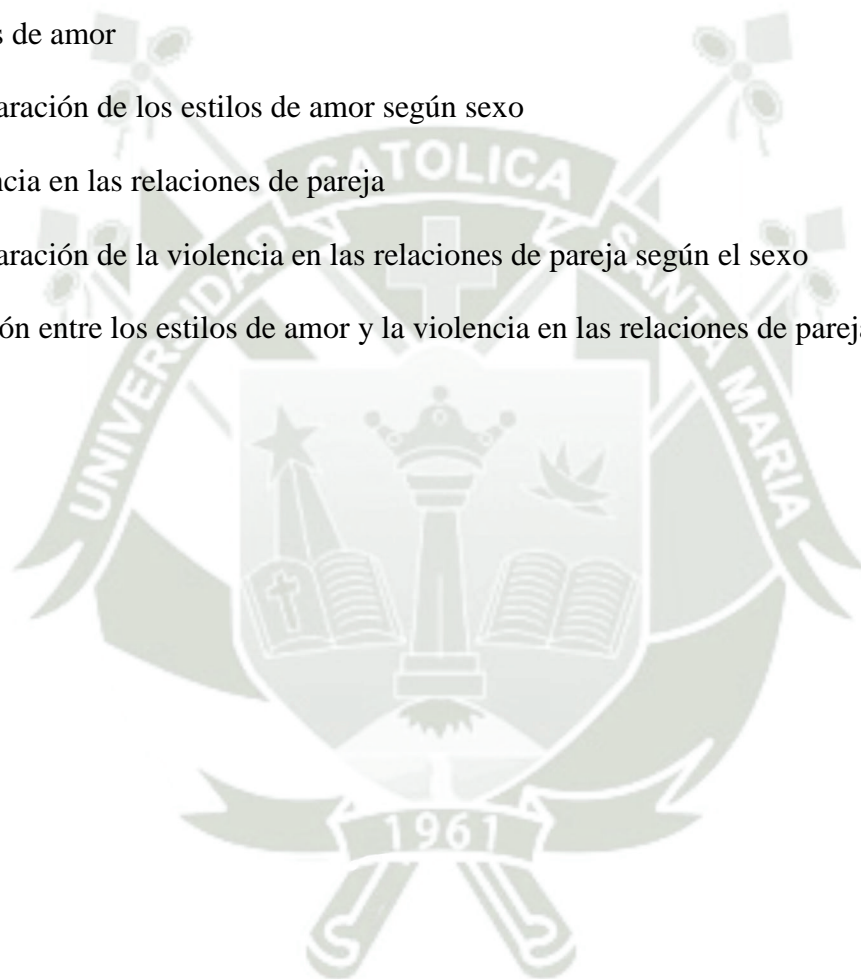 s de amor
aración de los estilos de amor según sexo
ncia en las relaciones de pareja
aración de la violencia en las relaciones de pareja según el sexo
ón entre los estilos de amor y la violencia en las relaciones de pareja
UNIVERSIDAD CATOLICA SANTA MARIA
1961